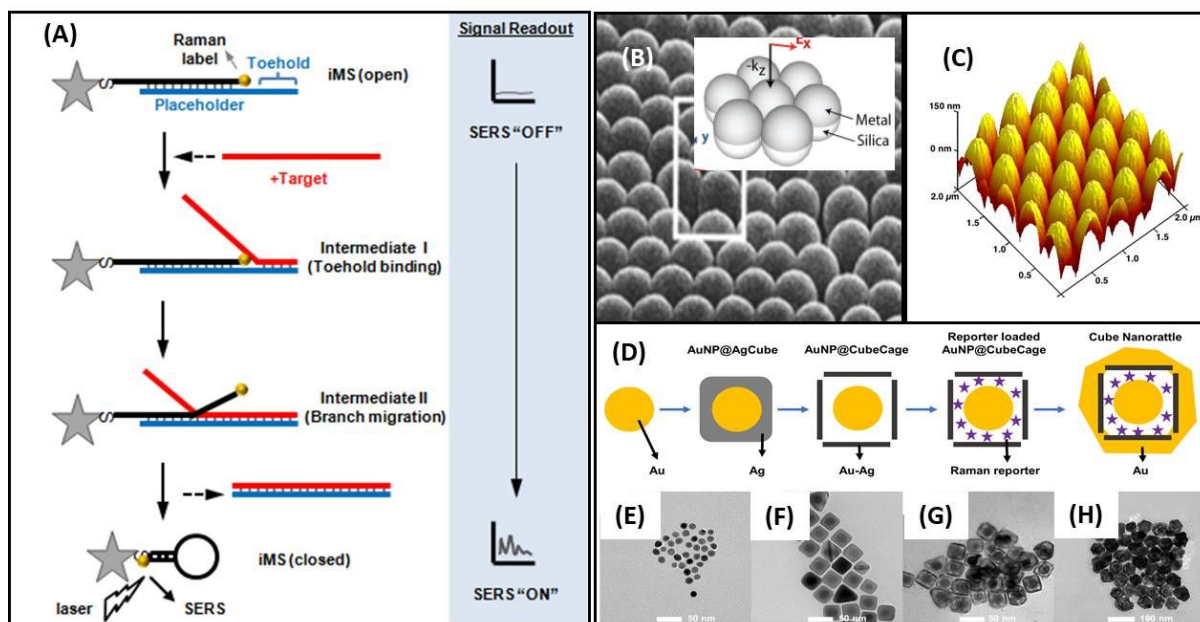 (A)
Signal Readout
Raman
label
Toehold
iMS (open)
Placeholder
SERS "OFF"
+Target
Intermediate I
(Toehold binding)
Intermediate II
(Branch migration)
iMS (closed)
laser
SERS
SERS "ON"
(B)
Ex
-kz
y
Metal
Silica
(C)
150 nm
0 nm
2.0
1.5
1.0
0.5
0.5
1.0
1.5
2.0 µm
(D)
AuNP@AgCube
AuNP@CubeCage
Reporter loaded
AuNP@CubeCage
Cube Nanorattle
Au
Ag
Au-Ag
Raman reporter
Au
(E)
50 nm
(F)
50 nm
(G)
50 nm
(H)
100 nm